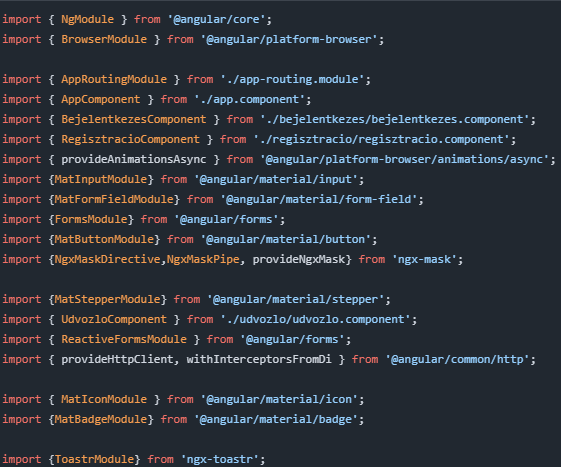 import { NgModule } from '@angular/core';
import { BrowserModule } from '@angular/platform-browser';
import { AppRoutingModule } from './app-routing.module';
import { AppComponent } from './app.component';
import { BejelentkezesComponent } from './bejelentkezes/bejelentkezes.component';
import { RegisztracioComponent } from './regisztracio/regisztracio.component';
import { provideAnimationsAsync } from '@angular/platform-browser/animations/async';
import {MatInputModule} from '@angular/material/input';
import {MatFormFieldModule} from '@angular/material/form-field';
import {FormsModule} from '@angular/forms';
import {MatButtonModule} from '@angular/material/button';
import {NgxMaskDirective,NgxMaskPipe, provideNgxMask} from 'ngx-mask';
import {MatStepperModule} from '@angular/material/stepper';
import { UdvozloComponent } from './udvozlo/udvozlo.component';
import { ReactiveFormsModule } from '@angular/forms';
import { provideHttpClient, withInterceptorsFromDi } from '@angular/common/http';
import { MatIconModule } from '@angular/material/icon';
import {MatBadgeModule} from '@angular/material/badge';
import {ToastrModule} from 'ngx-toastr';